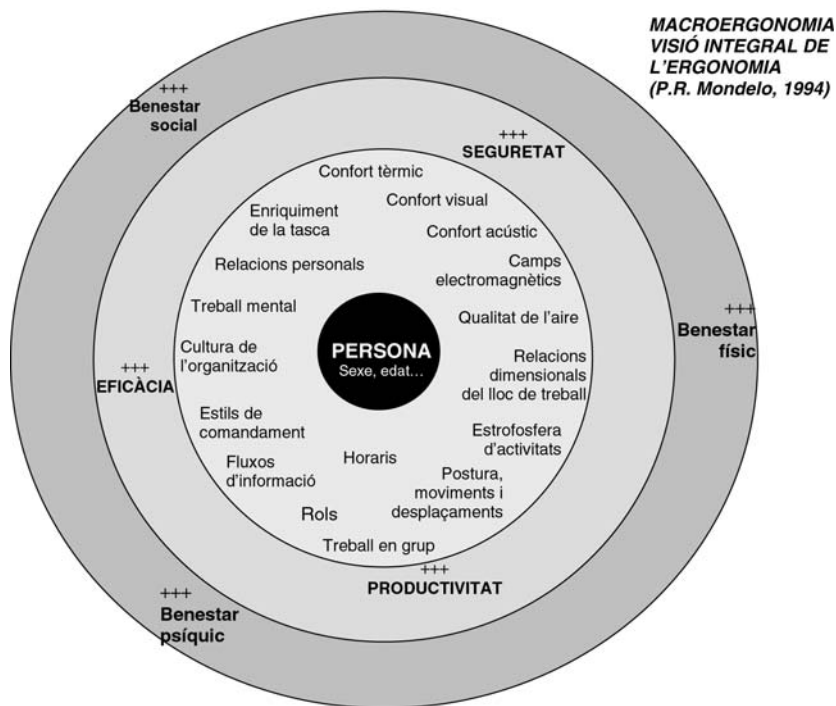 MACROERGONOMIA
VISIÓ INTEGRAL DE
L’ERGONOMIA
(P.R. Mondelo, 1994)
+++
Benestar
social
+++
SEGURETAT
Confort tèrmic
Confort visual
Enriquiment
de la tasca
Confort acústic
Relacions personals
Camps
electromagnètics
Treball mental
Qualitat de l’aire
+++
Benestar
físic
PERSONA
Sexe, edat…
Cultura de
l’organització
Relacions
dimensionals
del lloc de treball
+++
EFICÀCIA
Estils de
comandament
Estrofosfera
d’activitats
Fluxos
d’informació
Horaris
Postura,
moviments i
desplaçaments
Rols
Treball en grup
+++
PRODUCTIVITAT
+++
Benestar
psíquic